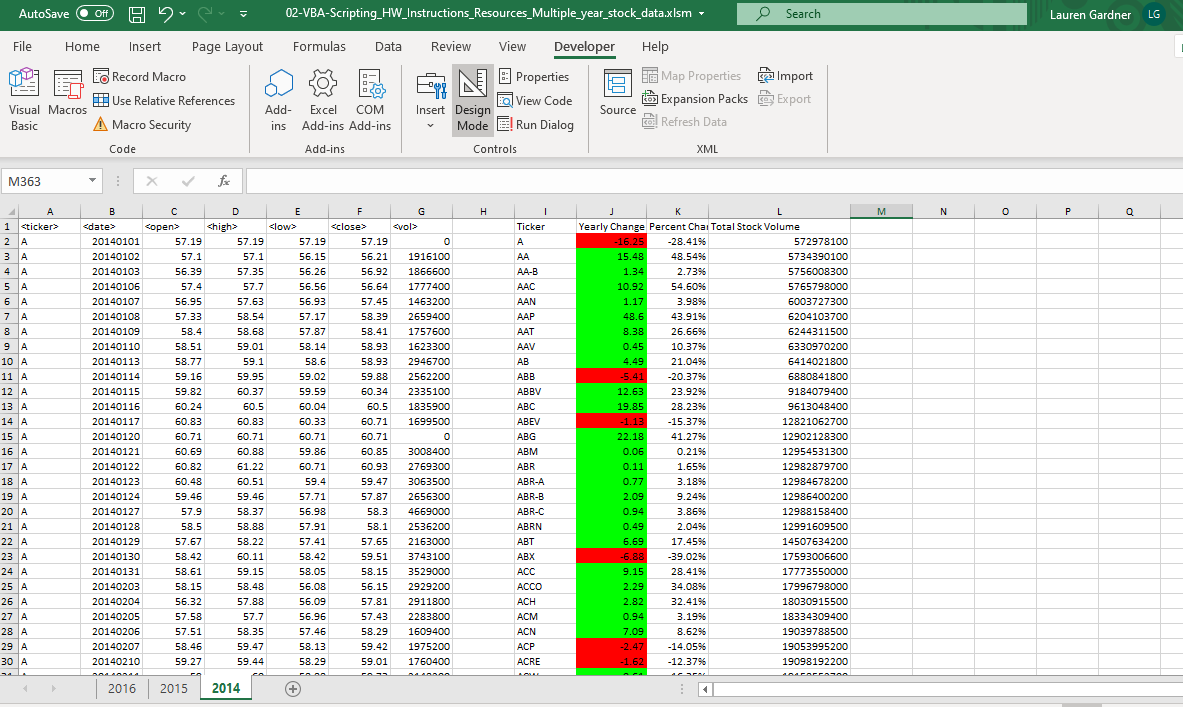 AutoSave Off 02-VBA-Scripting_HW_Instructions_Resources_Multiple_year_stock_data.xlsm Search Lauren Gardner LG
File Home Insert Page Layout Formulas Data Review View Developer Help
Visual Basic Macros Record Macro Use Relative References Macro Security Code
Add-ins Excel Add-ins COM Add-ins Add-ins
Insert Design Mode Properties View Code Run Dialog Controls
Source Map Properties Expansion Packs Refresh Data Import Export XML
M363 fx
A B C D E F G H I J K L M N O P Q
1 <ticker> <date> <open> <high> <low> <close> <vol> Ticker Yearly Change Percent Chan Total Stock Volume
2 A 20140101 57.19 57.19 57.19 57.19 0 A -16.25 -28.41% 572978100
3 A 20140102 57.1 57.1 56.15 56.21 1916100 AA 15.48 48.54% 5734390100
4 A 20140103 56.39 57.35 56.26 56.92 1866600 AA-B 1.34 2.73% 5756008300
5 A 20140106 57.4 57.7 56.56 56.64 1777400 AAC 10.92 54.60% 5765798000
6 A 20140107 56.95 57.63 56.93 57.45 1463200 AAN 1.17 3.98% 6003727300
7 A 20140108 57.33 58.54 57.17 58.39 2659400 AAP 48.6 43.91% 6204103700
8 A 20140109 58.4 58.68 57.87 58.41 1757600 AAT 8.38 26.66% 6244311500
9 A 20140110 58.51 59.01 58.14 58.93 1623300 AAV 0.45 10.37% 6330970200
10 A 20140113 58.77 59.1 58.6 58.93 2946700 AB 4.49 21.04% 6414021800
11 A 20140114 59.16 59.95 59.02 59.88 2562200 ABB -5.41 -20.37% 6880841800
12 A 20140115 59.82 60.37 59.59 60.34 2335100 ABBV 12.63 23.92% 9184079400
13 A 20140116 60.24 60.5 60.04 60.5 1835900 ABC 19.85 28.23% 9613048400
14 A 20140117 60.83 60.83 60.33 60.71 1699500 ABEV -1.13 -15.37% 12821062700
15 A 20140120 60.71 60.71 60.71 60.71 0 ABG 22.18 41.27% 12902128300
16 A 20140121 60.69 60.88 59.86 60.85 3008400 ABM 0.06 0.21% 12954531300
17 A 20140122 60.82 61.22 60.71 60.93 2769300 ABR 0.11 1.65% 12982879700
18 A 20140123 60.48 60.51 59.4 59.47 3063500 ABR-A 0.77 3.18% 12984678200
19 A 20140124 59.46 59.46 57.71 57.87 2656300 ABR-B 2.09 9.24% 12986400200
20 A 20140127 57.9 58.37 56.98 58.3 4669000 ABR-C 0.94 3.86% 12988158400
21 A 20140128 58.5 58.88 57.91 58.1 2536200 ABRN 0.49 2.04% 12991609500
22 A 20140129 57.67 58.22 57.41 57.65 2163000 ABT 6.69 17.45% 14507634200
23 A 20140130 58.42 60.11 58.42 59.51 3743100 ABX -6.88 -39.02% 17593006600
24 A 20140131 58.61 59.15 58.05 58.15 3529000 ACC 9.15 28.41% 17773550000
25 A 20140203 58.15 58.48 56.08 56.15 2929200 ACCO 2.29 34.08% 17996798000
26 A 20140204 56.32 57.88 56.09 57.81 2911800 ACH 2.82 32.41% 18030915500
27 A 20140205 57.58 57.7 56.96 57.43 2283800 ACM 0.94 3.19% 18334309400
28 A 20140206 57.51 58.35 57.46 58.29 1609400 ACN 7.09 8.62% 19039788500
29 A 20140207 58.46 59.47 58.13 59.42 1975200 ACP -2.47 -14.05% 19053995200
30 A 20140210 59.27 59.44 58.29 59.01 1760400 ACRE -1.62 -12.37% 19098192200
2016 2015 2014